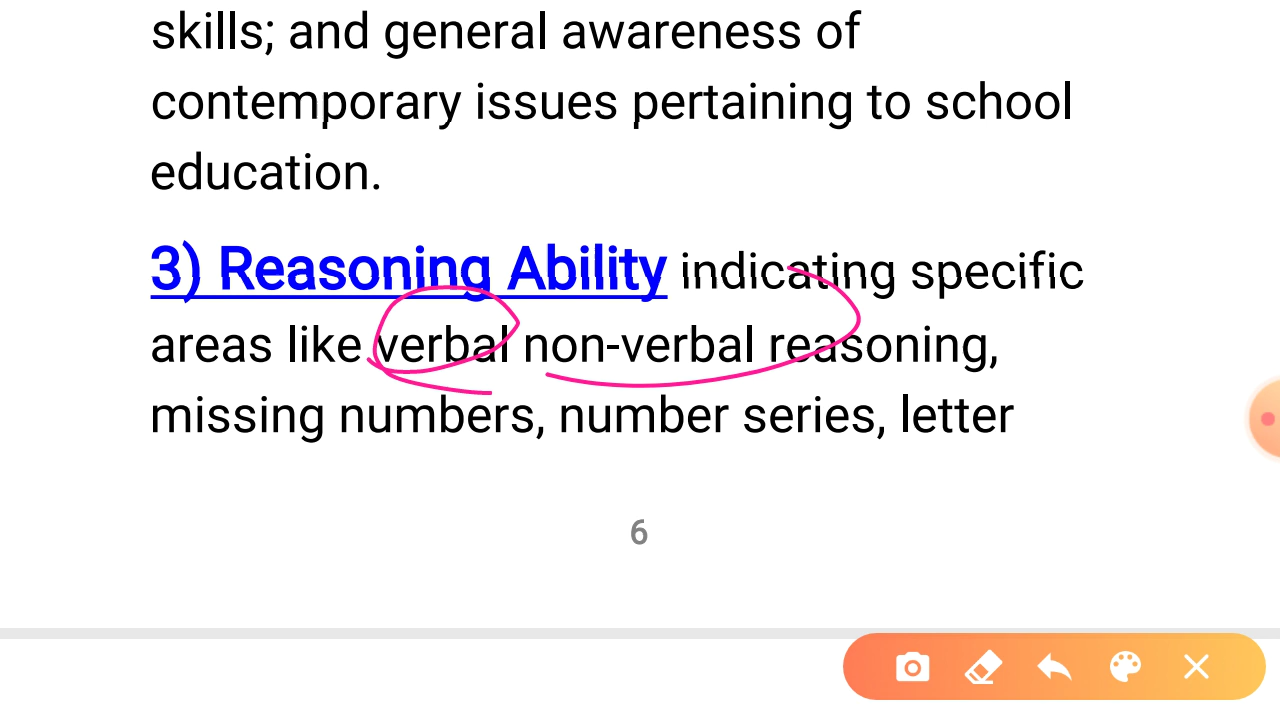 skills; and general awareness of
contemporary issues pertaining to school
education.
3) Reasoning Ability indicating specific
areas like verbal non-verbal reasoning,
missing numbers, number series, letter
6